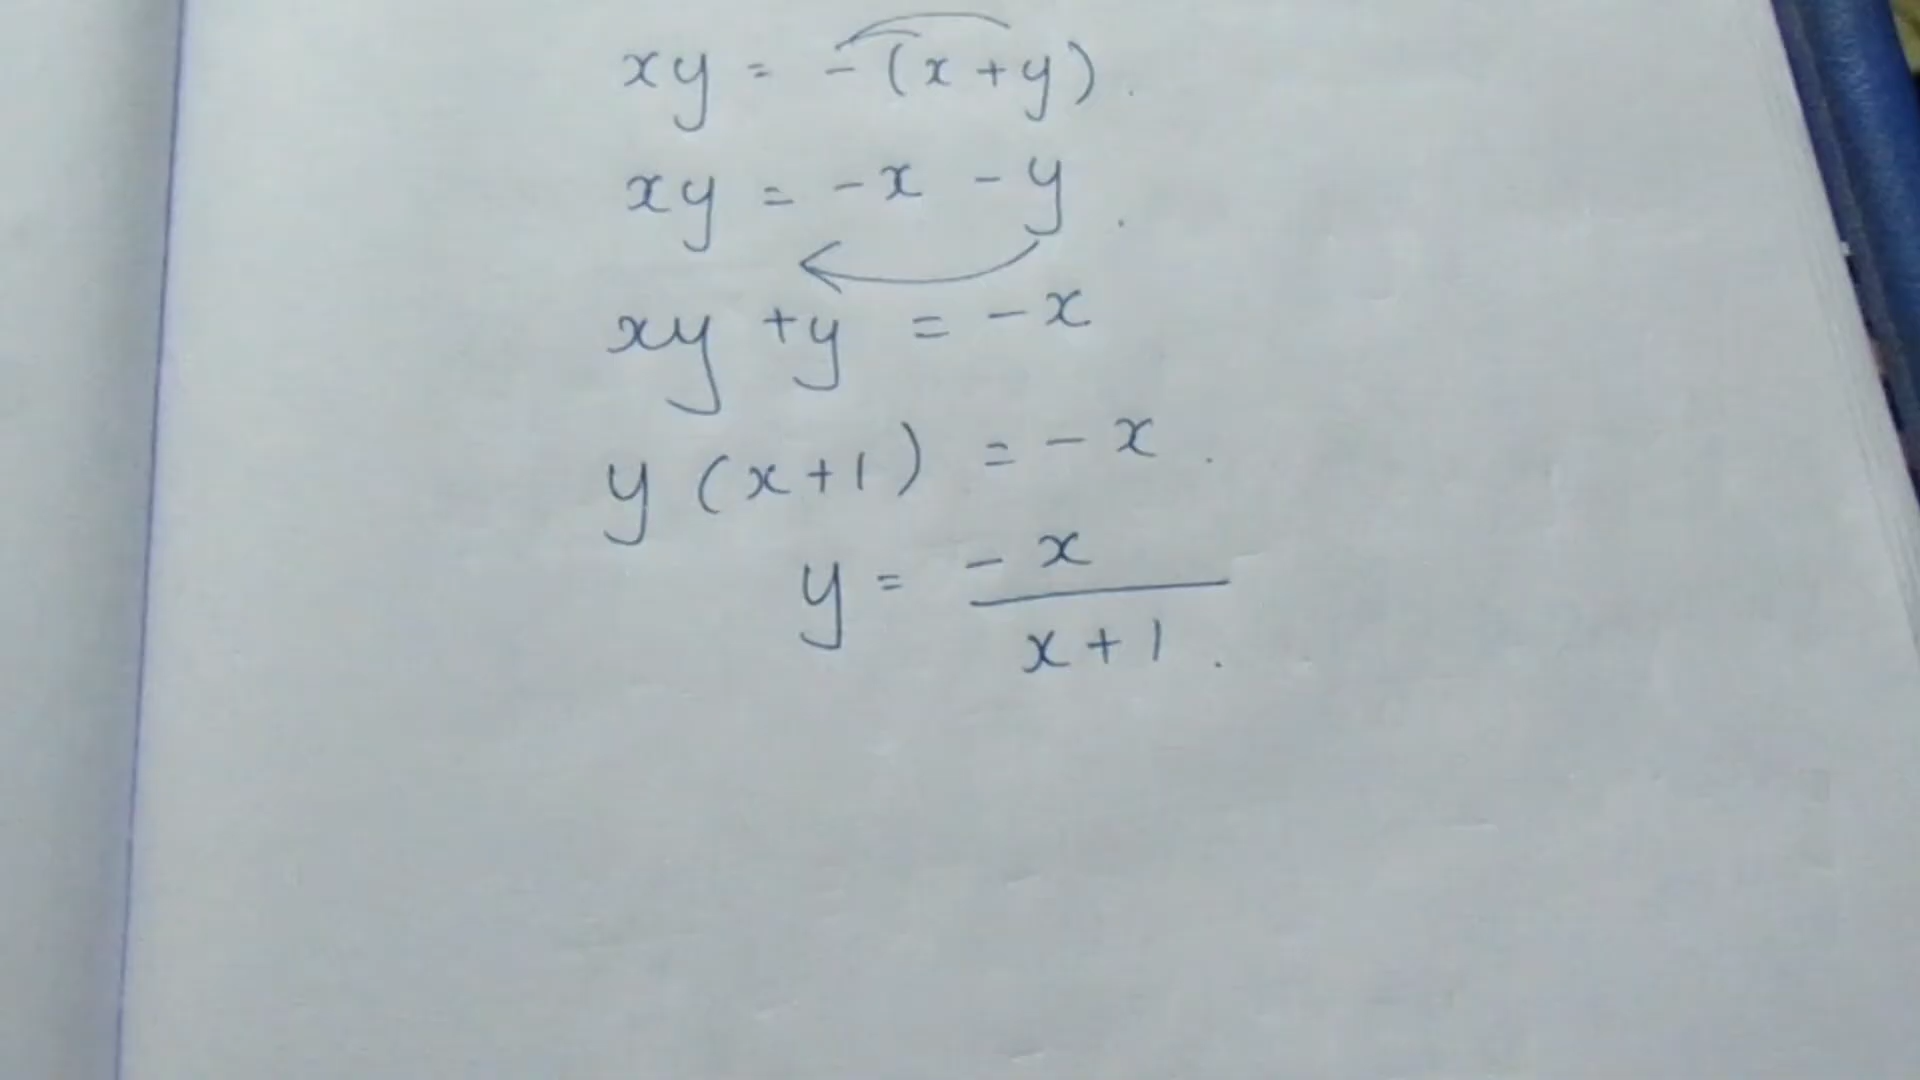 xy = -(x+y).
xy = -x - y.
xy + y = -x
y(x+1) = -x.
y = -x
x+1.